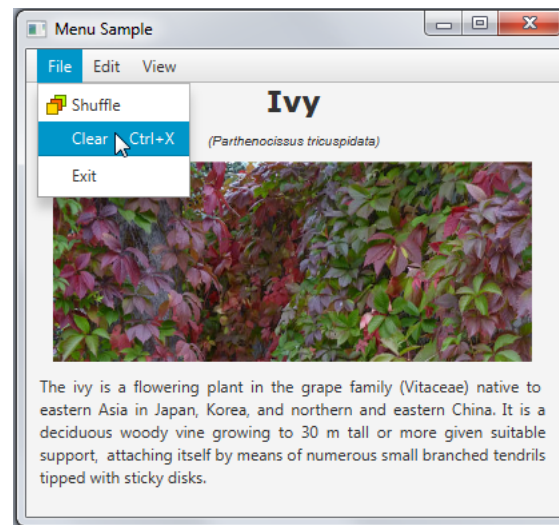 Menu Sample
File Edit View
Shuffle
Clear Ctrl+X
Exit
Ivy
(Parthenocissus tricuspidata)
The ivy is a flowering plant in the grape family (Vitaceae) native to
eastern Asia in Japan, Korea, and northern and eastern China. It is a
deciduous woody vine growing to 30 m tall or more given suitable
support, attaching itself by means of numerous small branched tendrils
tipped with sticky disks.